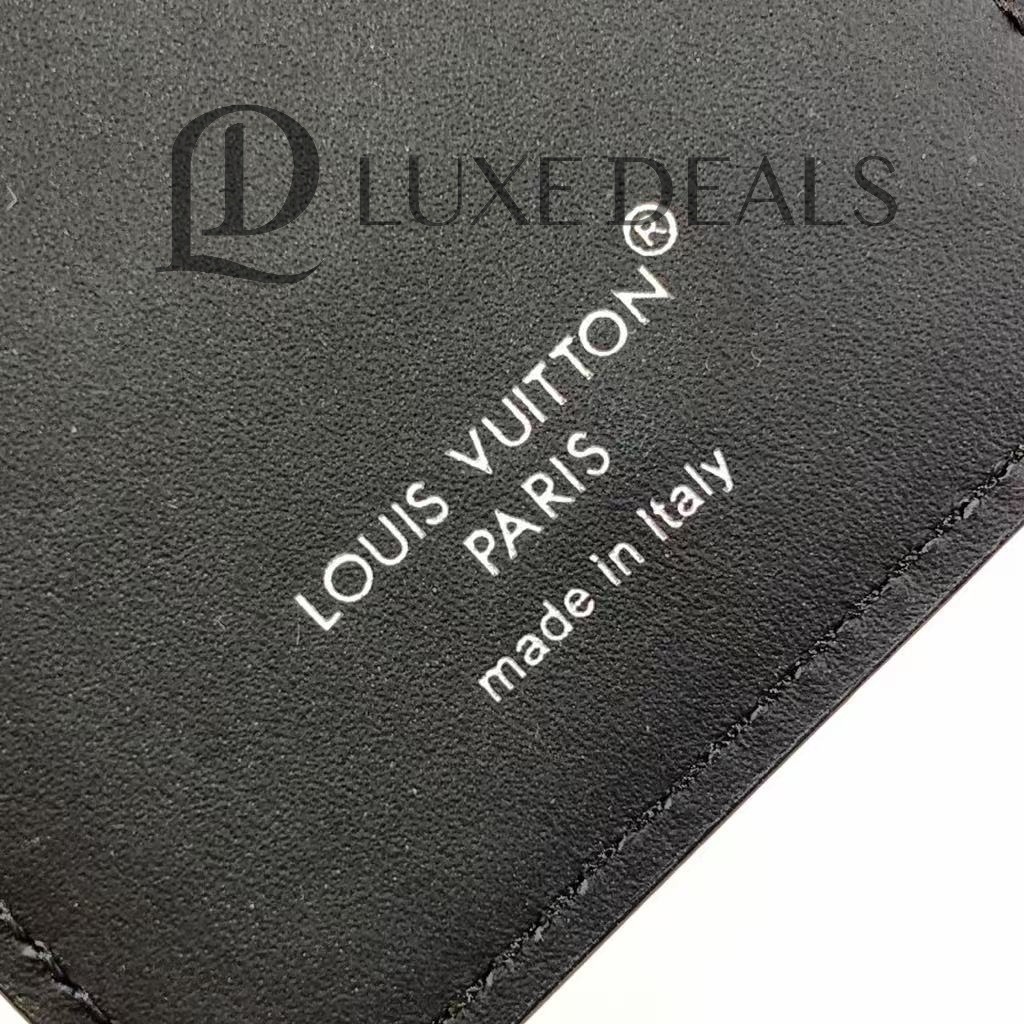 LD LUXE DEALS
LOUIS VUITTON®
PARIS
made in Italy